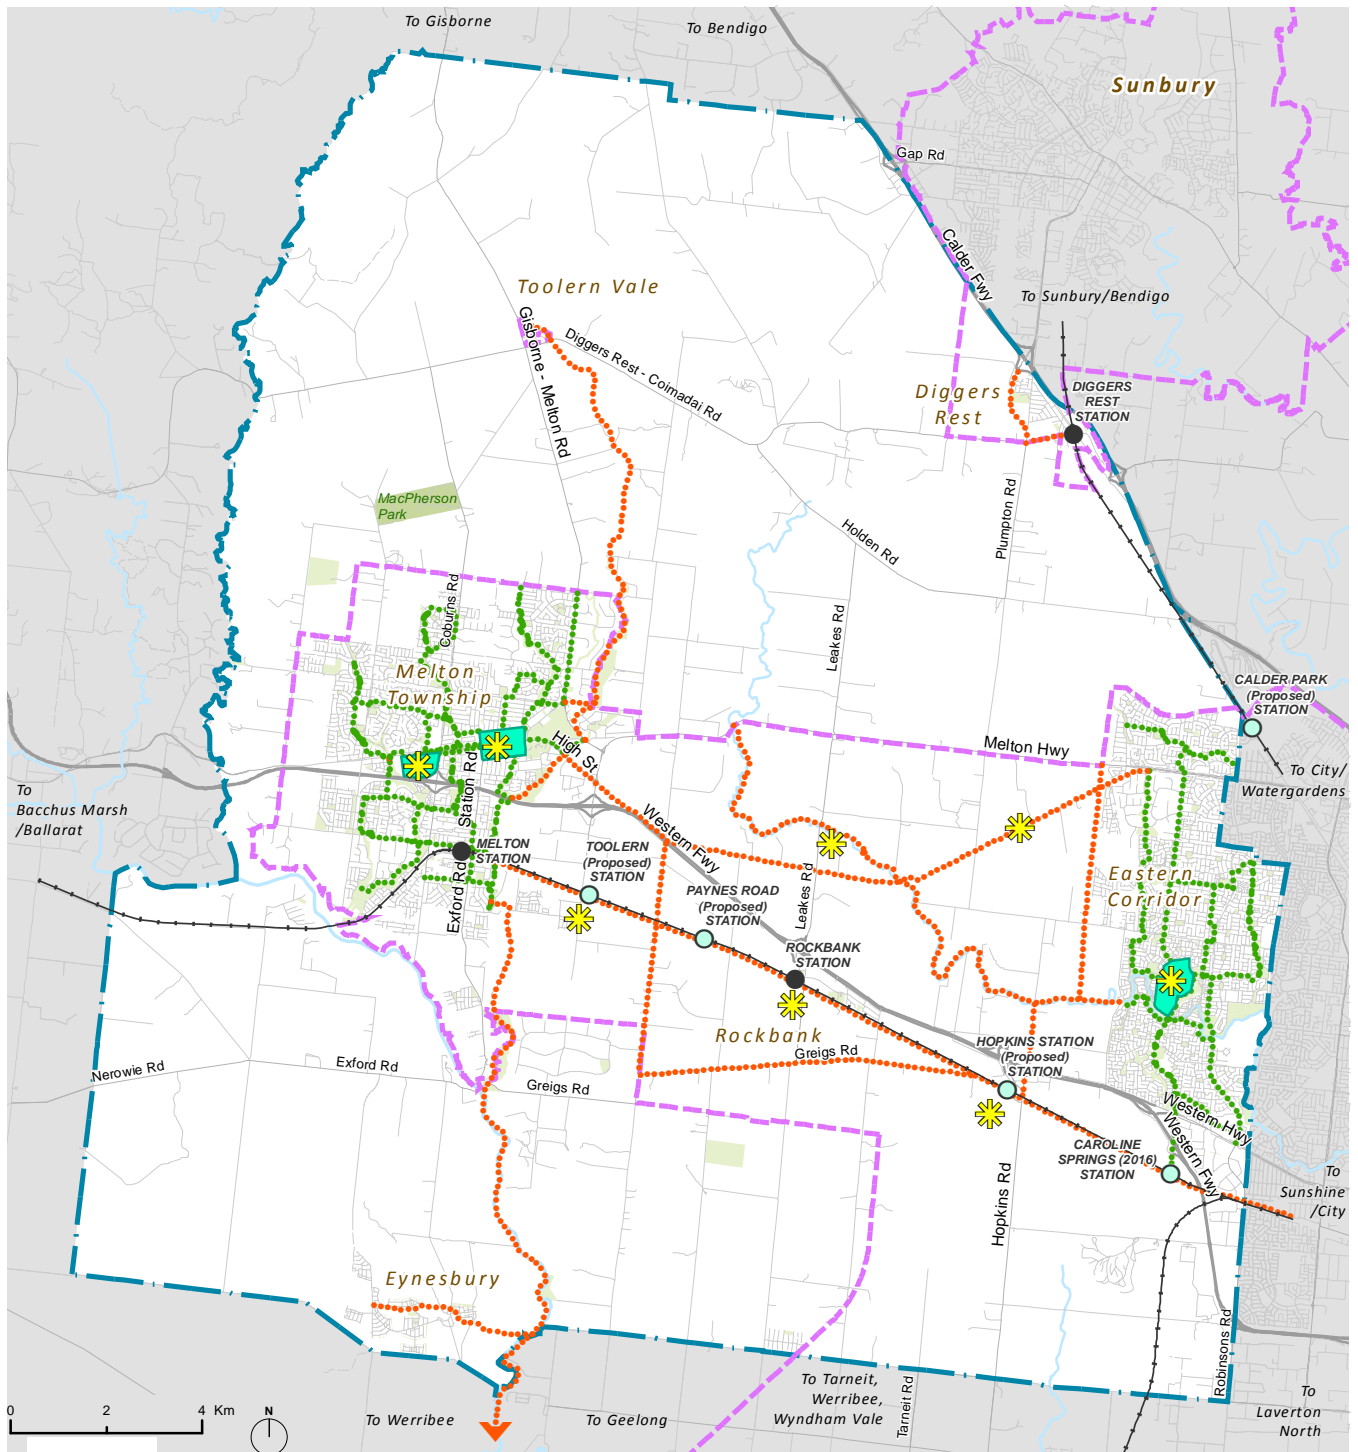 To Gisborne
To Bendigo
Sunbury
Gap Rd
Calder Fwy
To Sunbury/Bendigo
Toolern Vale
Gisborne - Melton Rd
Diggers Rest - Coimadai Rd
Diggers
Rest
DIGGERS
REST
STATION
MacPherson
Park
Plumpton Rd
Holden Rd
Coburns Rd
Leakes Rd
Melton
Township
CALDER PARK
(Proposed)
STATION
High St
Melton Hwy
To City/
Watergardens
To
Bacchus Marsh
/Ballarat
Station Rd
Western Fwy
MELTON
STATION
TOOLERN
(Proposed)
STATION
Exford Rd
PAYNES ROAD
(Proposed)
STATION
Leakes Rd
Eastern
Corridor
ROCKBANK
STATION
Rockbank
Greigs Rd
HOPKINS STATION
(Proposed)
STATION
Nerowie Rd
Exford Rd
Greigs Rd
Western Hwy
Western Fwy
CAROLINE
SPRINGS (2016)
STATION
To
Sunshine
/City
Hopkins Rd
Eynesbury
Robinsons Rd
To Tarneit,
Werribee,
Wyndham Vale
Tarneit Rd
To
Laverton
North
0
2
4
Km
N
To Werribee
To Geelong